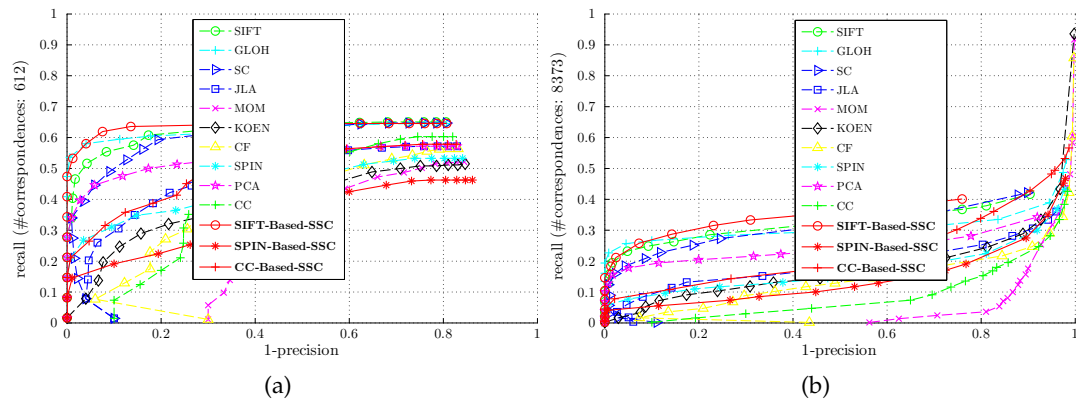 1
0.9
0.8
0.7
0.6
0.5
0.4
0.3
0.2
0.1
0
0 0.2 0.4 0.6 0.8 1
recall (#correspondences: 612)
1-precision
SIFT
GLOH
SC
JLA
MOM
KOEN
CF
SPIN
PCA
CC
SIFT-Based-SSC
SPIN-Based-SSC
CC-Based-SSC
(a)
1
0.9
0.8
0.7
0.6
0.5
0.4
0.3
0.2
0.1
0
0 0.2 0.4 0.6 0.8 1
recall (#correspondences: 8373)
1-precision
SIFT
GLOH
SC
JLA
MOM
KOEN
CF
SPIN
PCA
CC
SIFT-Based-SSC
SPIN-Based-SSC
CC-Based-SSC
(b)